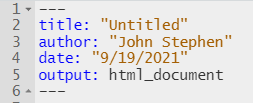 1 ---
2 title: "Untitled"
3 author: "John Stephen"
4 date: "9/19/2021"
5 output: html_document
6 ---